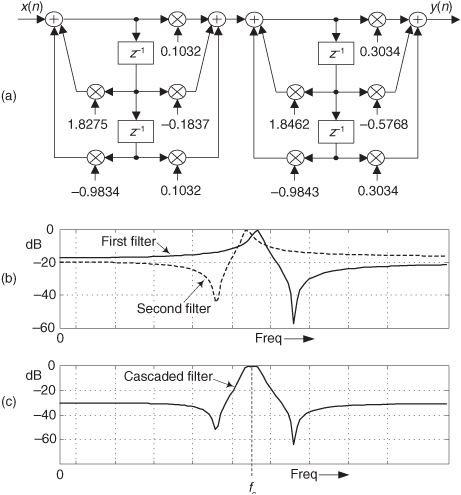 x(n)
y(n)
0.1032
0.3034
z⁻¹
z⁻¹
(a)
1.8275
−0.1837
1.8462
−0.5768
z⁻¹
z⁻¹
−0.9834
0.1032
−0.9843
0.3034
0
dB
First filter
−20
(b)
−40
Second filter
−60
0
Freq
0
dB
Cascaded filter
−20
(c)
−40
−60
0
Freq